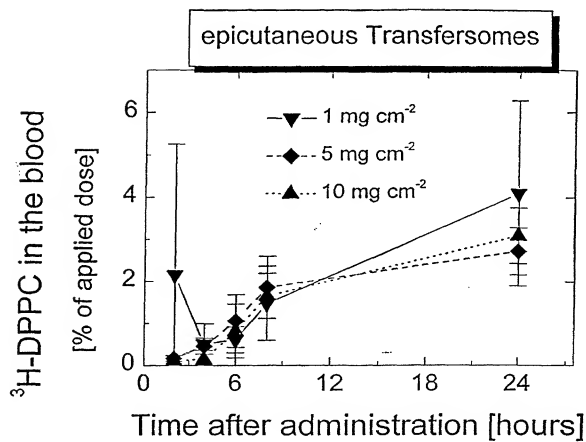 epicutaneous Transfersomes
³H-DPPC in the blood
[% of applied dose]
6
4
2
0
1 mg cm⁻²
5 mg cm⁻²
10 mg cm⁻²
0 6 12 18 24
Time after administration [hours]